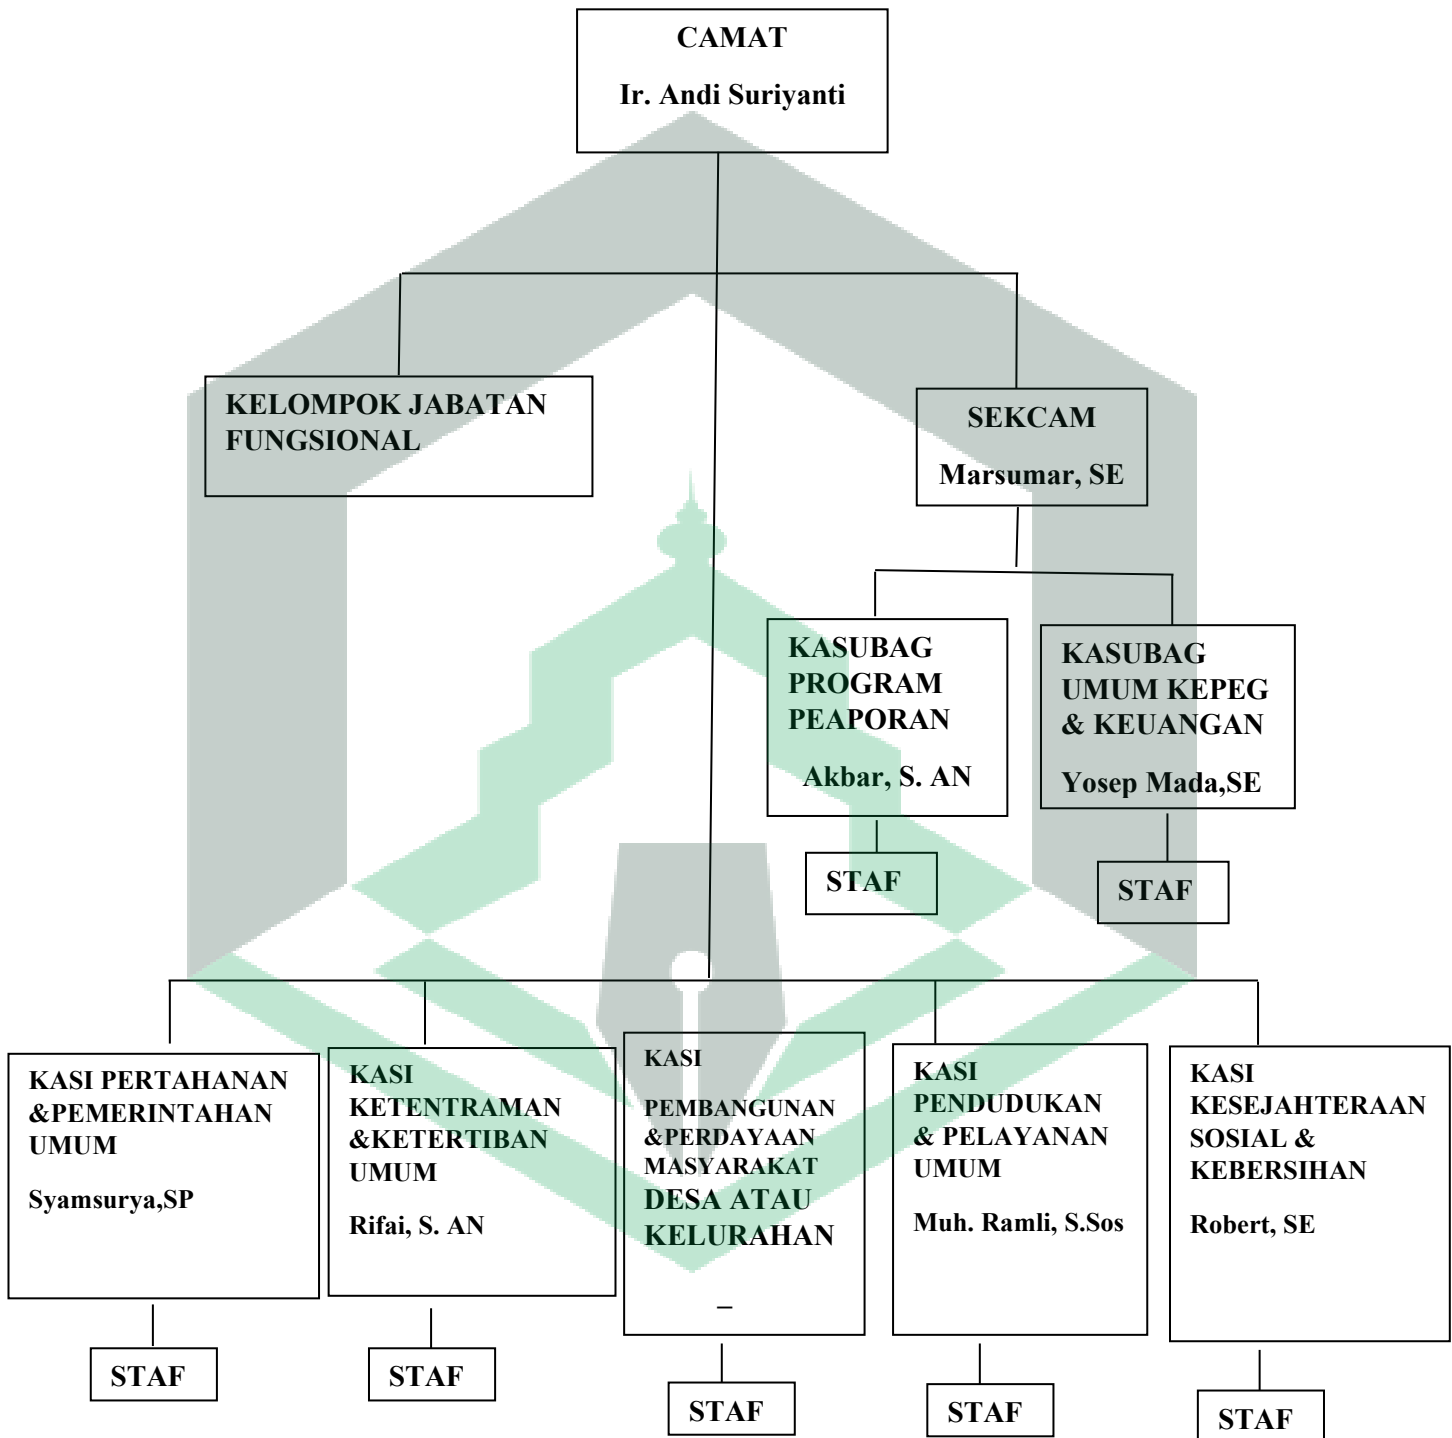 CAMAT
Ir. Andi Suriyanti
KELOMPOK JABATAN
FUNGSIONAL
SEKCAM
Marsumar, SE
KASUBAG
PROGRAM
PEAPORAN
Akbar, S. AN
KASUBAG
UMUM KEPEG
& KEUANGAN
Yosep Mada,SE
STAF
STAF
KASI PERTAHANAN
&PEMERINTAHAN
UMUM
Syamsurya,SP
KASI
KETENTRAMAN
&KETERTIBAN
UMUM
Rifai, S. AN
KASI
PEMBANGUNAN
&PERDAYAAN
MASYARAKAT
DESA ATAU
KELURAHAN
–
KASI
PENDUDUKAN
& PELAYANAN
UMUM
Muh. Ramli, S.Sos
KASI
KESEJAHTERAAN
SOSIAL &
KEBERSIHAN
Robert, SE
STAF
STAF
STAF
STAF
STAF